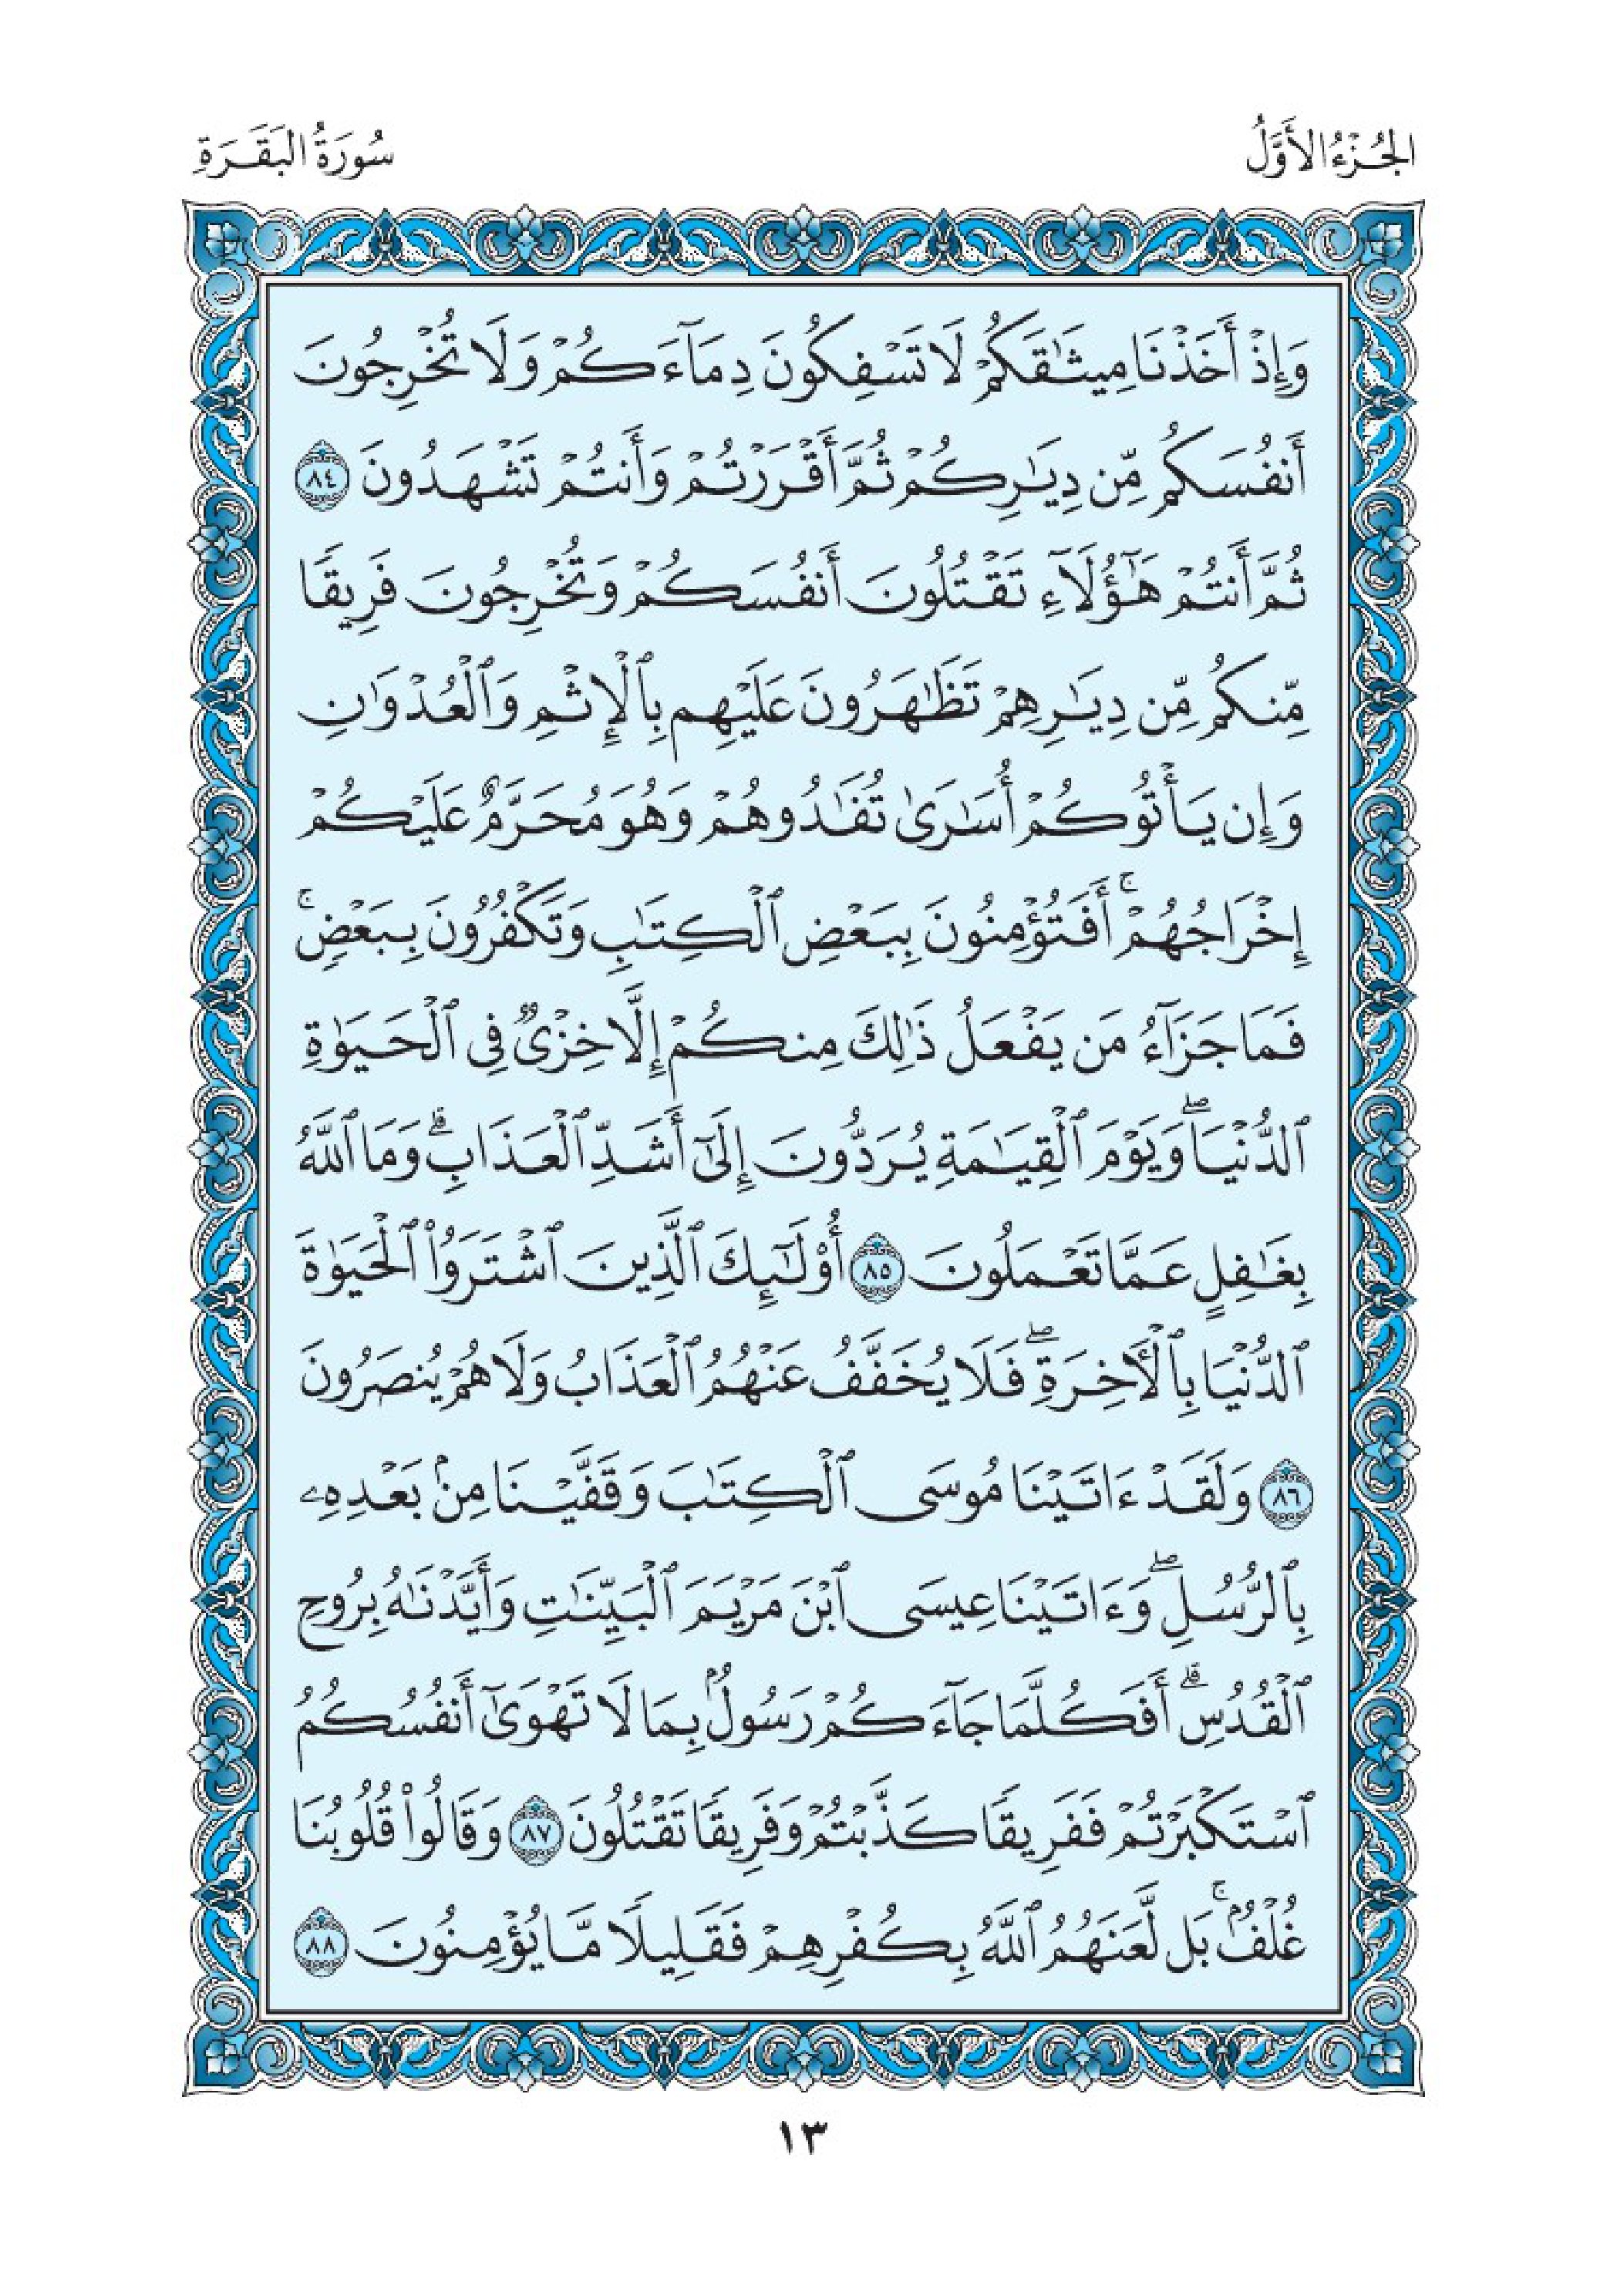 الجُزْءُ الأَوَّلُ
سُورَةُ البَقَرَةِ
وَإِذْ أَخَذْنَا مِيثَٰقَكُمْ لَا تَسْفِكُونَ دِمَآءَكُمْ وَلَا تُخْرِجُونَ
أَنفُسَكُم مِّن دِيَٰرِكُمْ ثُمَّ أَقْرَرْتُمْ وَأَنتُمْ تَشْهَدُونَ ٨٤
ثُمَّ أَنتُمْ هَٰٓؤُلَآءِ تَقْتُلُونَ أَنفُسَكُمْ وَتُخْرِجُونَ فَرِيقًا
مِّنكُم مِّن دِيَٰرِهِمْ تَظَٰهَرُونَ عَلَيْهِم بِٱلْإِثْمِ وَٱلْعُدْوَٰنِ
وَإِن يَأْتُوكُمْ أُسَٰرَىٰ تُفَٰدُوهُمْ وَهُوَ مُحَرَّمٌ عَلَيْكُمْ
إِخْرَاجُهُمْ ۚ أَفَتُؤْمِنُونَ بِبَعْضِ ٱلْكِتَٰبِ وَتَكْفُرُونَ بِبَعْضٍ ۚ
فَمَا جَزَآءُ مَن يَفْعَلُ ذَٰلِكَ مِنكُمْ إِلَّا خِزْىٌ فِى ٱلْحَيَوٰةِ
ٱلدُّنْيَا ۖ وَيَوْمَ ٱلْقِيَٰمَةِ يُرَدُّونَ إِلَىٰٓ أَشَدِّ ٱلْعَذَابِ ۗ وَمَا ٱللَّهُ
بِغَٰفِلٍ عَمَّا تَعْمَلُونَ ٨٥ أُو۟لَٰٓئِكَ ٱلَّذِينَ ٱشْتَرَوُا۟ ٱلْحَيَوٰةَ
ٱلدُّنْيَا بِٱلْـَٔاخِرَةِ ۖ فَلَا يُخَفَّفُ عَنْهُمُ ٱلْعَذَابُ وَلَا هُمْ يُنصَرُونَ
٨٦ وَلَقَدْ ءَاتَيْنَا مُوسَى ٱلْكِتَٰبَ وَقَفَّيْنَا مِنۢ بَعْدِهِۦ
بِٱلرُّسُلِ ۖ وَءَاتَيْنَا عِيسَى ٱبْنَ مَرْيَمَ ٱلْبَيِّنَٰتِ وَأَيَّدْنَٰهُ بِرُوحِ
ٱلْقُدُسِ ۗ أَفَكُلَّمَا جَآءَكُمْ رَسُولٌۢ بِمَا لَا تَهْوَىٰٓ أَنفُسُكُمُ
ٱسْتَكْبَرْتُمْ فَفَرِيقًا كَذَّبْتُمْ وَفَرِيقًا تَقْتُلُونَ ٨٧ وَقَالُوا۟ قُلُوبُنَا
غُلْفٌۢ ۚ بَل لَّعَنَهُمُ ٱللَّهُ بِكُفْرِهِمْ فَقَلِيلًا مَّا يُؤْمِنُونَ ٨٨
١٣